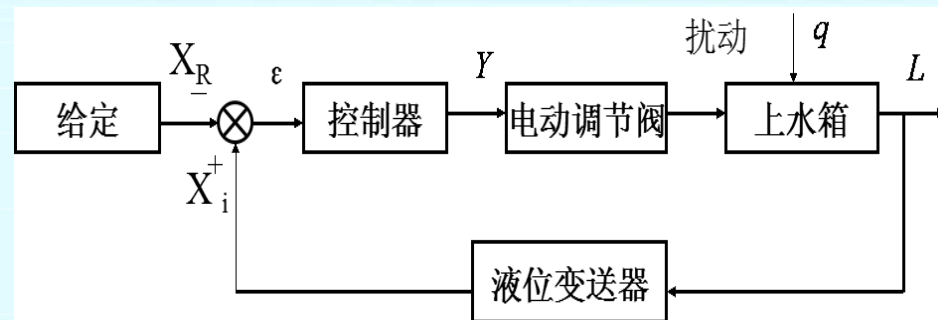 扰动 q
X_R ε Y L
−
给定 控制器 电动调节阀 上水箱
+
X_i
液位变送器